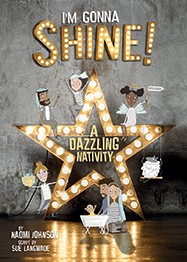 I'M GONNA
SHINE!
A
DAZZLING
NATIVITY
BY
NAOMI JOHNSON
SCRIPT BY
SUE LANGWADE